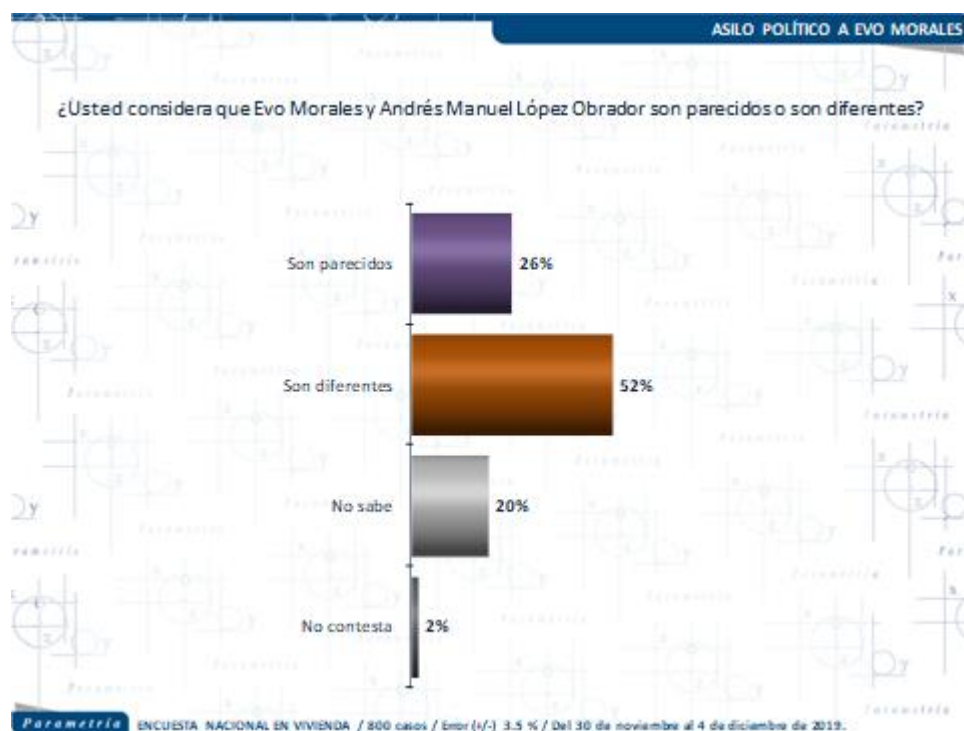 ASILO POLÍTICO A EVO MORALES
¿Usted considera que Evo Morales y Andrés Manuel López Obrador son parecidos o son diferentes?
Son parecidos 26%
Son diferentes 52%
No sabe 20%
No contesta 2%
Parametría ENCUESTA NACIONAL EN VIVIENDA / 800 casos / Error (+/-) 3.5 % / Del 30 de noviembre al 4 de diciembre de 2019.